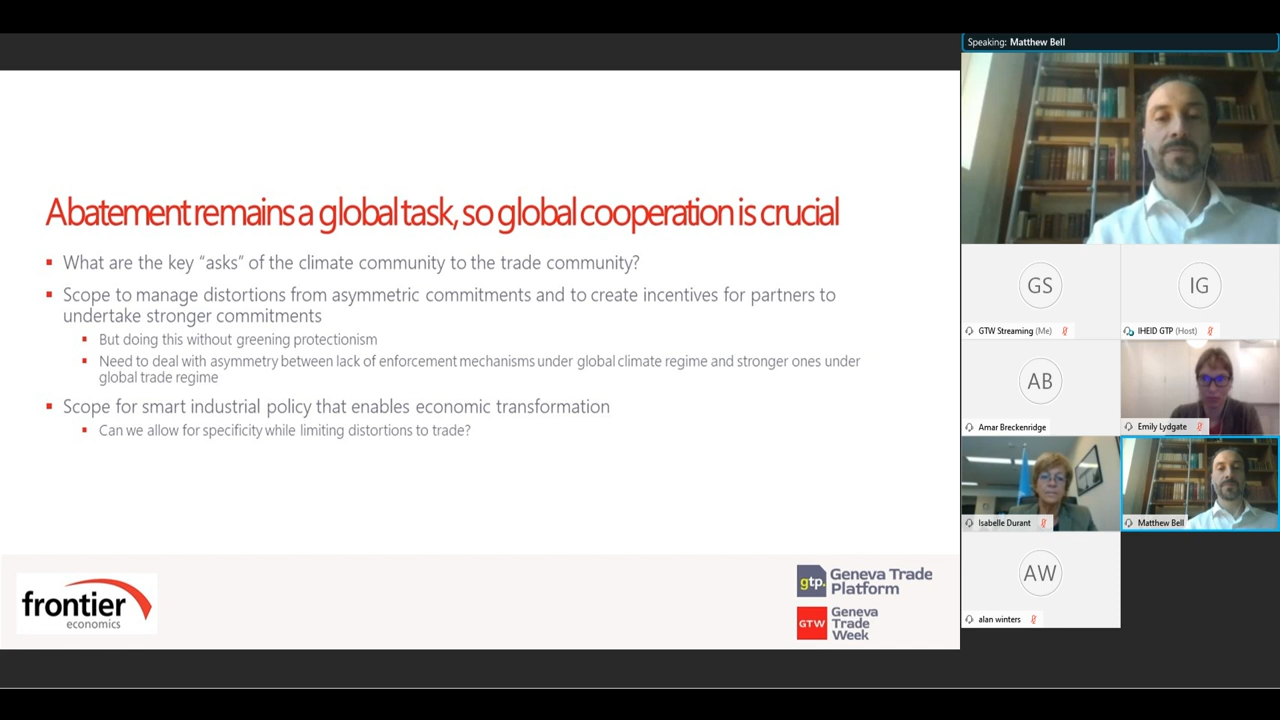 Speaking: Matthew Bell
Abatement remains a global task, so global cooperation is crucial
What are the key “asks” of the climate community to the trade community?
Scope to manage distortions from asymmetric commitments and to create incentives for partners to
undertake stronger commitments
But doing this without greening protectionism
Need to deal with asymmetry between lack of enforcement mechanisms under global climate regime and stronger ones under
global trade regime
Scope for smart industrial policy that enables economic transformation
Can we allow for specificity while limiting distortions to trade?
frontier
economics
gtp.
Geneva Trade
Platform
GTW
Geneva
Trade
Week
GS
GTW Streaming (Me)
IG
IHEID GTP (Host)
AB
Amar Breckenridge
Emily Lydgate
Isabelle Durant
Matthew Bell
AW
alan winters